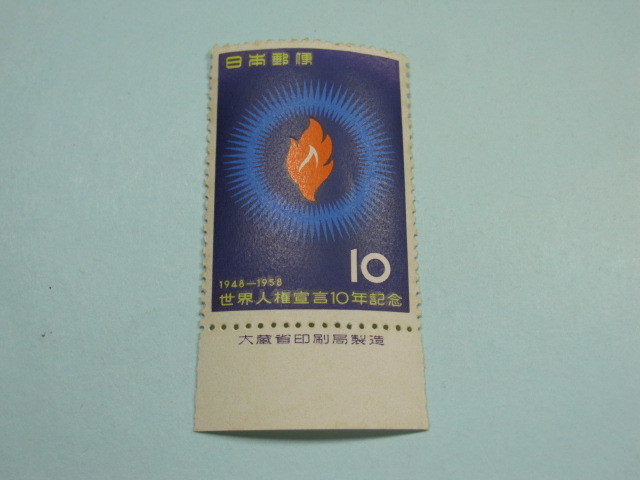 日本郵便
10
1948—1958
世界人権宣言10年記念
大蔵省印刷局製造